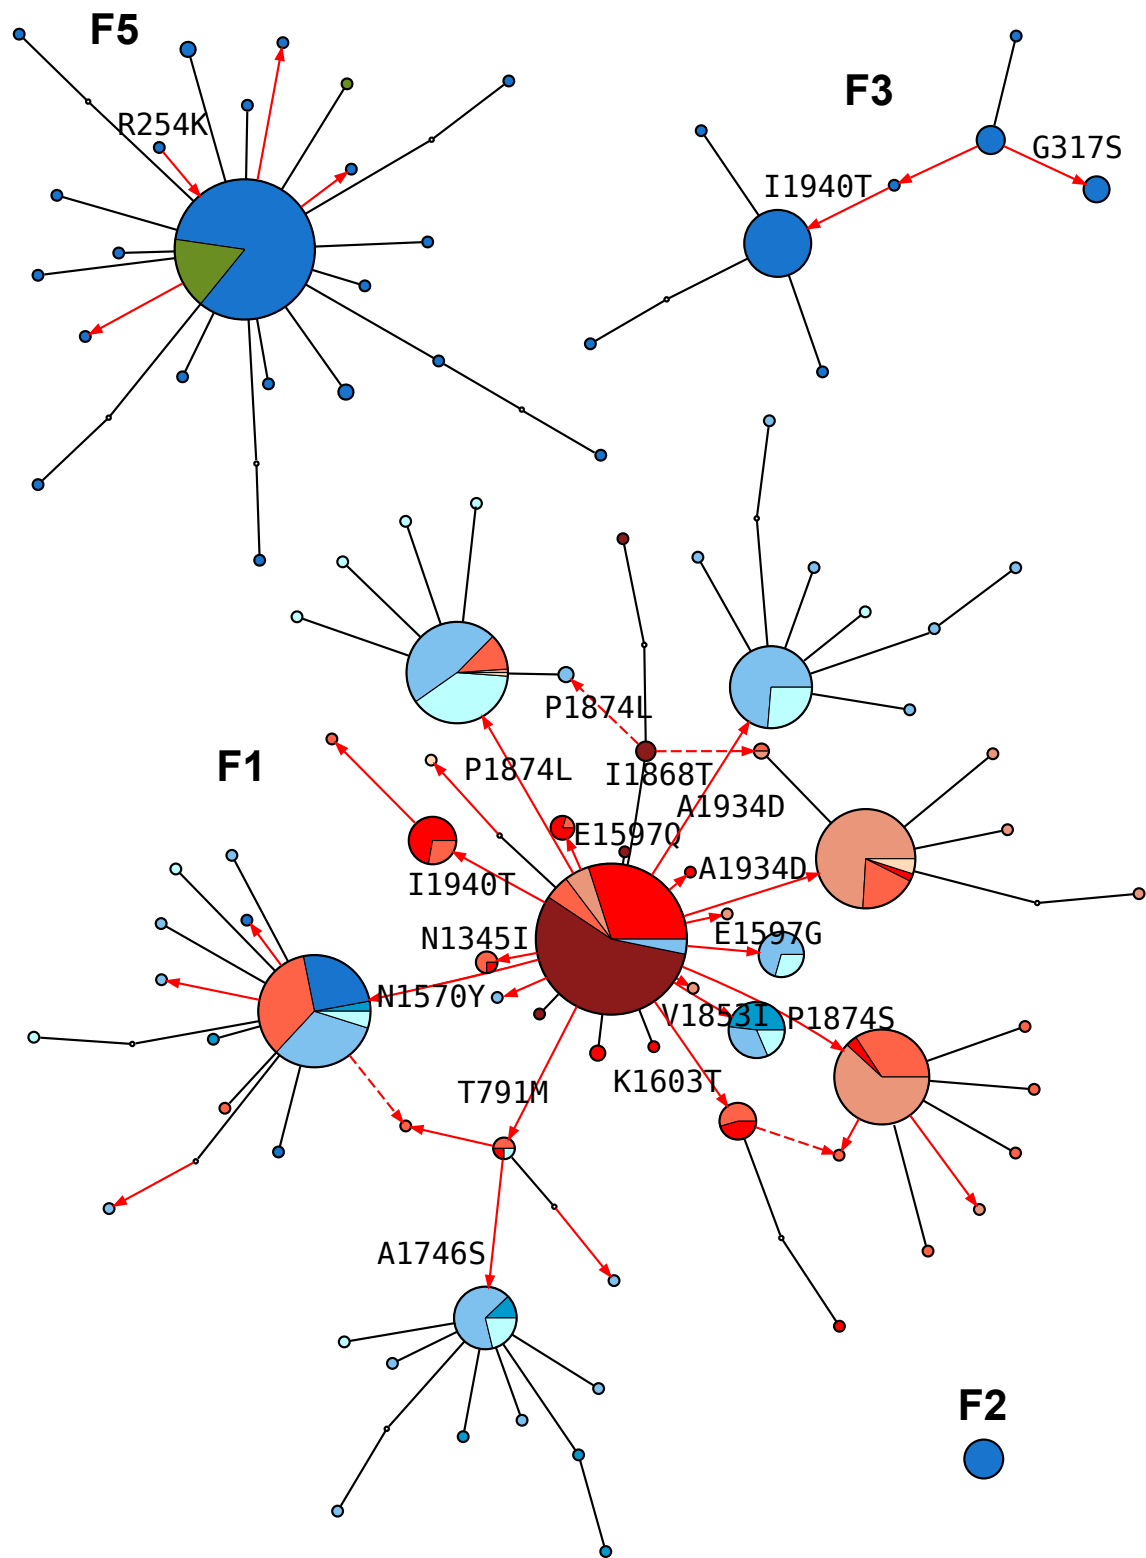 F5
F3
R254K
G317S
I1940T
P1874L
F1
P1874L
I1868T
A1934D
E1597Q
A1934D
I1940T
N1345I
E1597G
N1570Y
V1853I
P1874S
K1603T
T791M
A1746S
F2